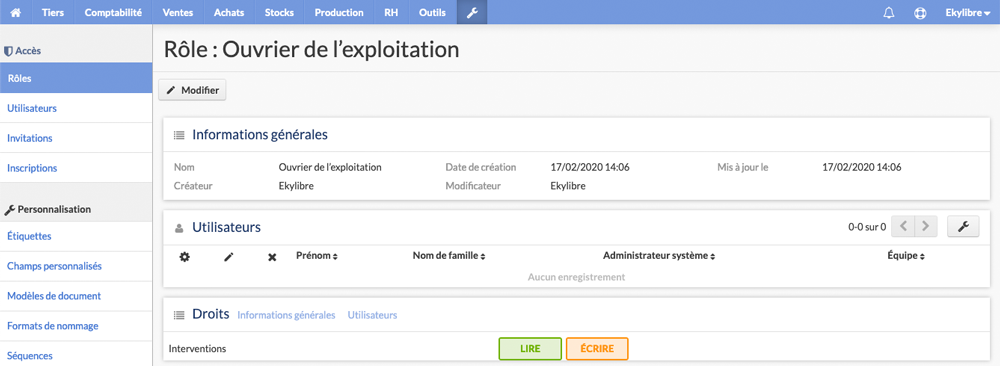 Tiers Comptabilité Ventes Achats Stocks Production RH Outils Ekylibre
Accès
Rôles
Utilisateurs
Invitations
Inscriptions
Personnalisation
Étiquettes
Champs personnalisés
Modèles de document
Formats de nommage
Séquences
Rôle : Ouvrier de l’exploitation
Modifier
Informations générales
Nom Ouvrier de l’exploitation Date de création 17/02/2020 14:06 Mis à jour le 17/02/2020 14:06
Créateur Ekylibre Modificateur Ekylibre
Utilisateurs 0-0 sur 0
Prénom Nom de famille Administrateur système Équipe
Aucun enregistrement
Droits Informations générales Utilisateurs
Interventions LIRE ÉCRIRE